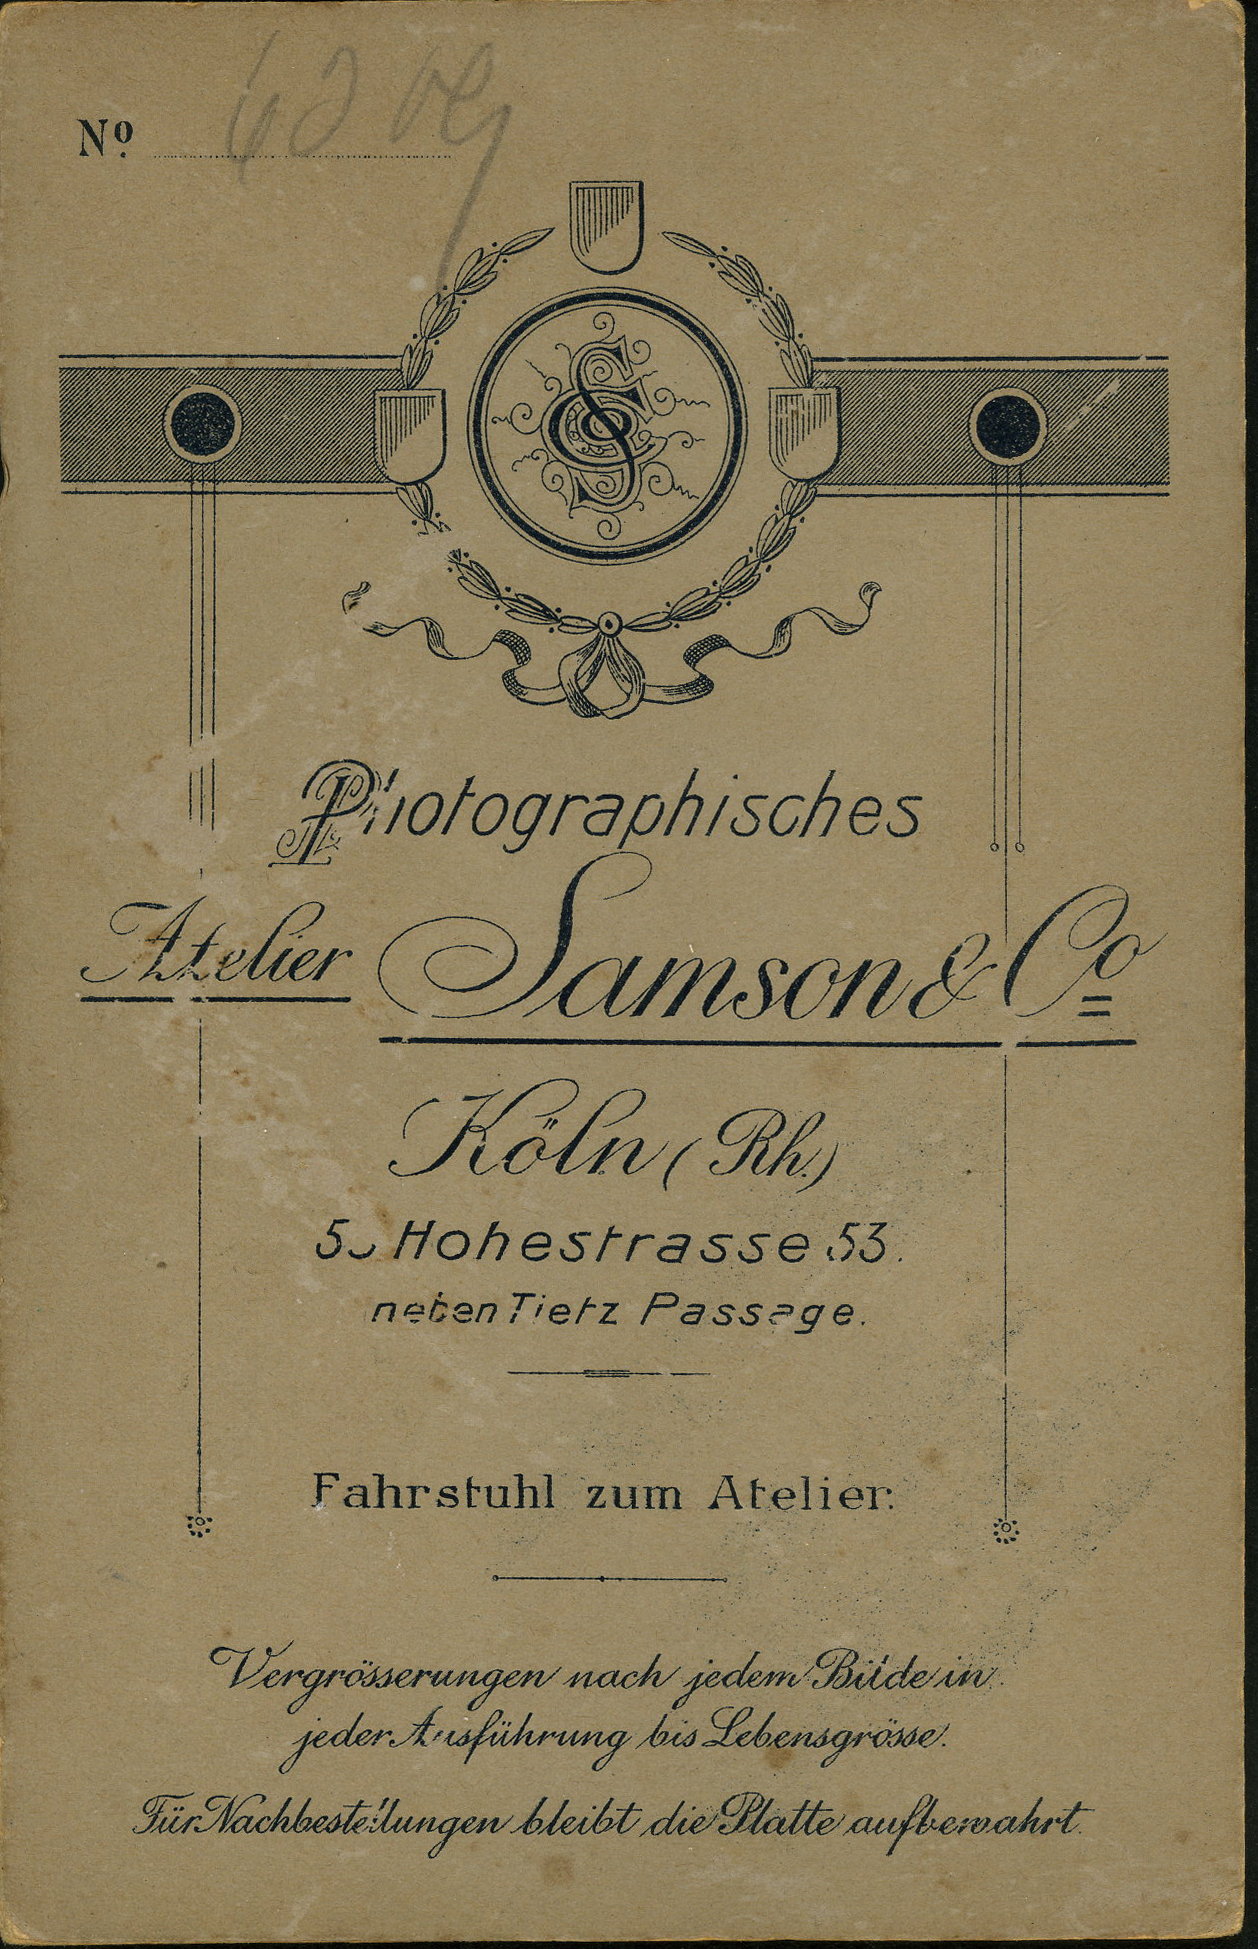 Nº
Photographisches
Atelier Samson & Co
Köln (Rh.)
53 Hohestrasse 53.
neben Tietz Passage.
Fahrstuhl zum Atelier.
Vergrösserungen nach jedem Bilde in
jeder Ausführung bis Lebensgrösse.
Für Nachbestellungen bleibt die Platte aufbewahrt.